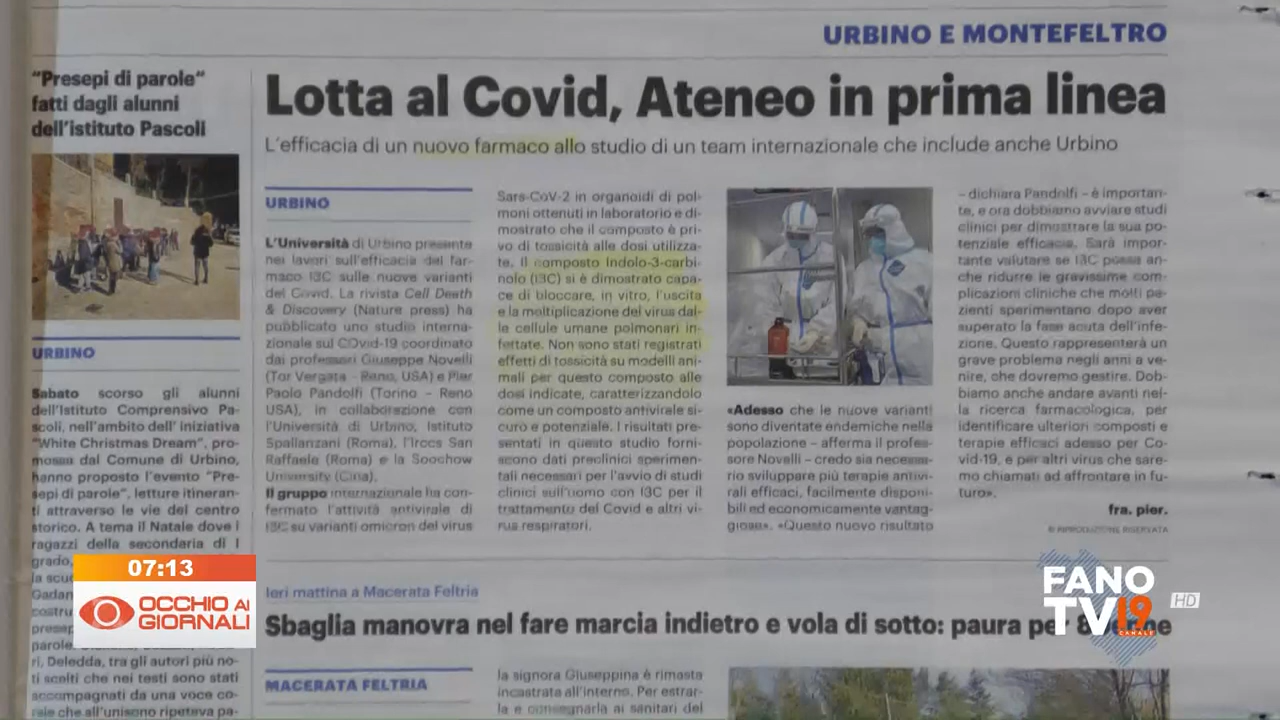 URBINO E MONTEFELTRO
"Presepi di parole"
fatti dagli alunni
dell'istituto Pascoli
URBINO
Sabato scorso gli alunni
dell'Istituto Comprensivo Pa-
scoli, nell'ambito dell' iniziativa
"White Christmas Dream", pro-
mossa dal Comune di Urbino,
hanno proposto l'evento "Pre-
sepi di parole", letture itineran-
ti attraverso le vie del centro
storico. A tema il Natale dove i
ragazzi della secondaria di I
grado,
la scuo
Gadan
costru
presep
parole.
ri, Deledda, tra gli autori più no-
ti scelti che nei testi sono stati
accompagnati da una voce co-
rale che all'unisono ripeteva pa-
Lotta al Covid, Ateneo in prima linea
L'efficacia di un nuovo farmaco allo studio di un team internazionale che include anche Urbino
URBINO
L'Università di Urbino presente
nei lavori sull'efficacia del far-
maco I3C sulle nuove varianti
del Covid. La rivista Cell Death
& Discovery (Nature press) ha
pubblicato uno studio interna-
zionale sul COvid-19 coordinato
dai professori Giuseppe Novelli
(Tor Vergata - Reno, USA) e Pier
Paolo Pandolfi (Torino - Reno
USA), in collaborazione con
l'Università di Urbino, Istituto
Spallanzani (Roma), l'Irccs San
Raffaele (Roma) e la Soochow
University (Cina).
Il gruppo internazionale ha con-
fermato l'attività antivirale di
I3C su varianti omicron del virus
Sars-CoV-2 in organoidi di pol-
moni ottenuti in laboratorio e di-
mostrato che il composto è pri-
vo di tossicità alle dosi utilizza-
te. Il composto Indolo-3-carbi-
nolo (I3C) si è dimostrato capa-
ce di bloccare, in vitro, l'uscita
e la moltiplicazione del virus dal-
le cellule umane polmonari in-
fettate. Non sono stati registrati
effetti di tossicità su modelli ani-
mali per questo composto alle
dosi indicate, caratterizzandolo
come un composto antivirale si-
curo e potenziale. I risultati pre-
sentati in questo studio forni-
scono dati preclinici sperimen-
tali necessari per l'avvio di studi
clinici sull'uomo con I3C per il
trattamento del Covid e altri vi-
rus respiratori.
«Adesso che le nuove varianti
sono diventate endemiche nella
popolazione – afferma il profes-
sore Novelli – credo sia necessa-
rio sviluppare più terapie antivi-
rali efficaci, facilmente disponi-
bili ed economicamente vantag-
giose». «Questo nuovo risultato
– dichiara Pandolfi – è importan-
te, e ora dobbiamo avviare studi
clinici per dimostrare la sua po-
tenziale efficacia. Sarà impor-
tante valutare se I3C possa an-
che ridurre le gravissime com-
plicazioni cliniche che molti pa-
zienti sperimentano dopo aver
superato la fase acuta dell'infe-
zione. Questo rappresenterà un
grave problema negli anni a ve-
nire, che dovremo gestire. Dob-
biamo anche andare avanti nel-
la ricerca farmacologica, per
identificare ulteriori composti e
terapie efficaci adesso per Co-
vid-19, e per altri virus che sare-
mo chiamati ad affrontare in fu-
turo».
fra. pier.
© RIPRODUZIONE RISERVATA
Ieri mattina a Macerata Feltria
Sbaglia manovra nel fare marcia indietro e vola di sotto: paura per
MACERATA FELTRIA
la signora Giuseppina è rimasta
incastrata all'interno. Per estrar-
la e consegnarla ai sanitari del
07:13
OCCHIO AI
GIORNALI
FANO
TV 19
CANALE
HD